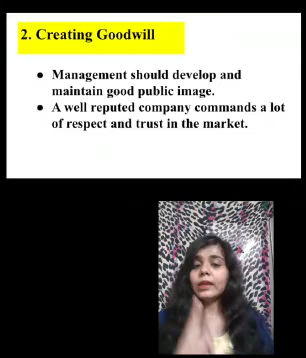 2. Creating Goodwill
● Management should develop and
maintain good public image.
● A well reputed company commands a lot
of respect and trust in the market.